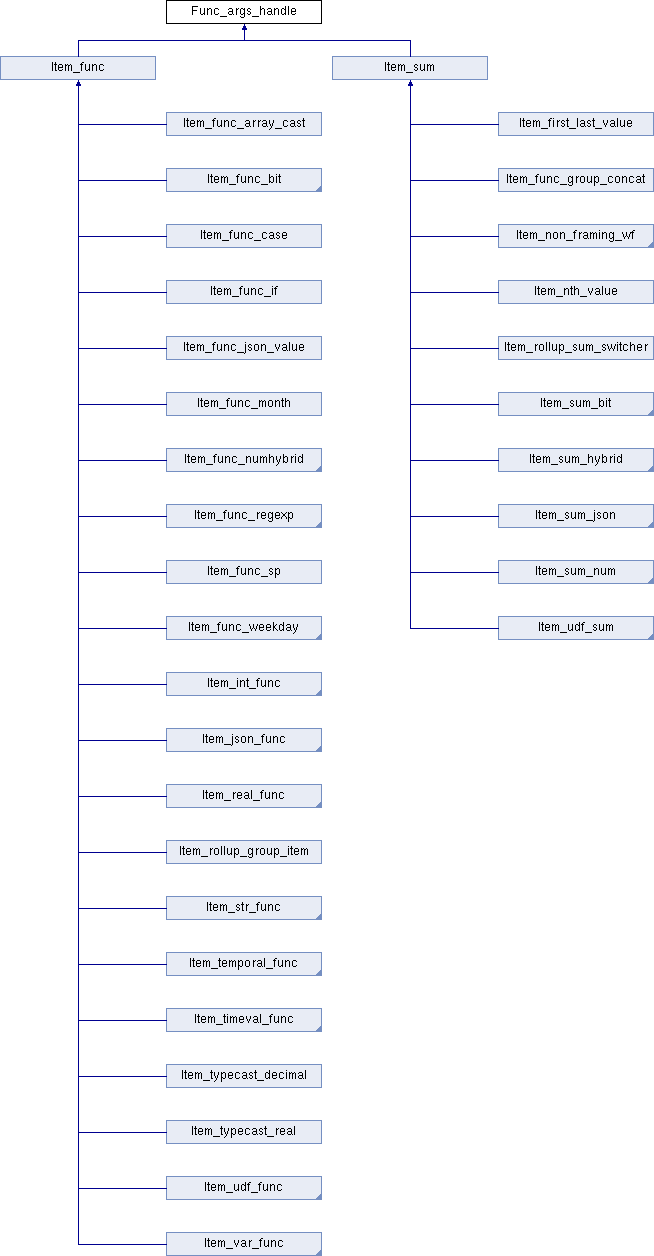 Func_args_handle
Item_func
Item_sum
Item_func_array_cast
Item_first_last_value
Item_func_bit
Item_func_group_concat
Item_func_case
Item_non_framing_wf
Item_func_if
Item_nth_value
Item_func_json_value
Item_rollup_sum_switcher
Item_func_month
Item_sum_bit
Item_func_numhybrid
Item_sum_hybrid
Item_func_regexp
Item_sum_json
Item_func_sp
Item_sum_num
Item_func_weekday
Item_udf_sum
Item_int_func
Item_json_func
Item_real_func
Item_rollup_group_item
Item_str_func
Item_temporal_func
Item_timeval_func
Item_typecast_decimal
Item_typecast_real
Item_udf_func
Item_var_func